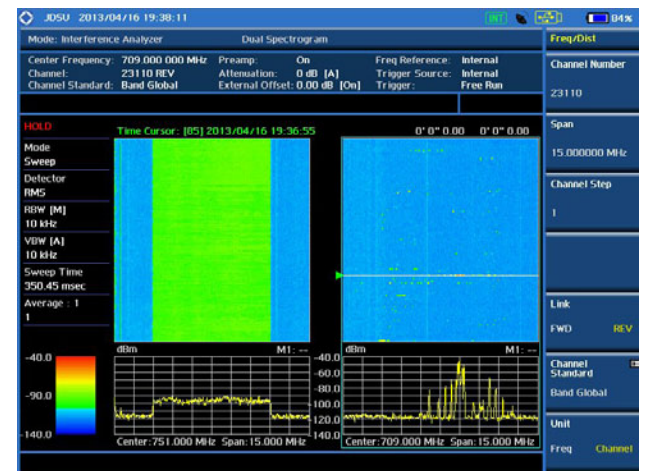 JDSU 2013/04/16 19:38:11 [INT] 84%
Mode: Interference Analyzer Dual Spectrogram Freq/Dist
Center Frequency: 709.000 000 MHz Preamp: On Freq Reference: Internal
Channel: 23110 REV Attenuation: 0 dB [A] Trigger Source: Internal
Channel Standard: Band Global External Offset: 0.00 dB [On] Trigger: Free Run
Channel Number
23110
HOLD
Time Cursor: [05] 2013/04/16 19:36:55 0' 0" 0.00 0' 0" 0.00
Span
15.000000 MHz
Mode
Sweep
Detector
RMS
Channel Step
1
RBW [M]
10 kHz
VBW [A]
10 kHz
Sweep Time
350.45 msec
Average : 1
1
Link
FWD REV
dBm M1: -- dBm M1: --
-40.0 -40.0
-60.0
-80.0
-90.0
-100.0
-120.0
-140.0 -140.0
Center:751.000 MHz Span:15.000 MHz Center:709.000 MHz Span:15.000 MHz
Channel
Standard
Band Global
Unit
Freq Channel